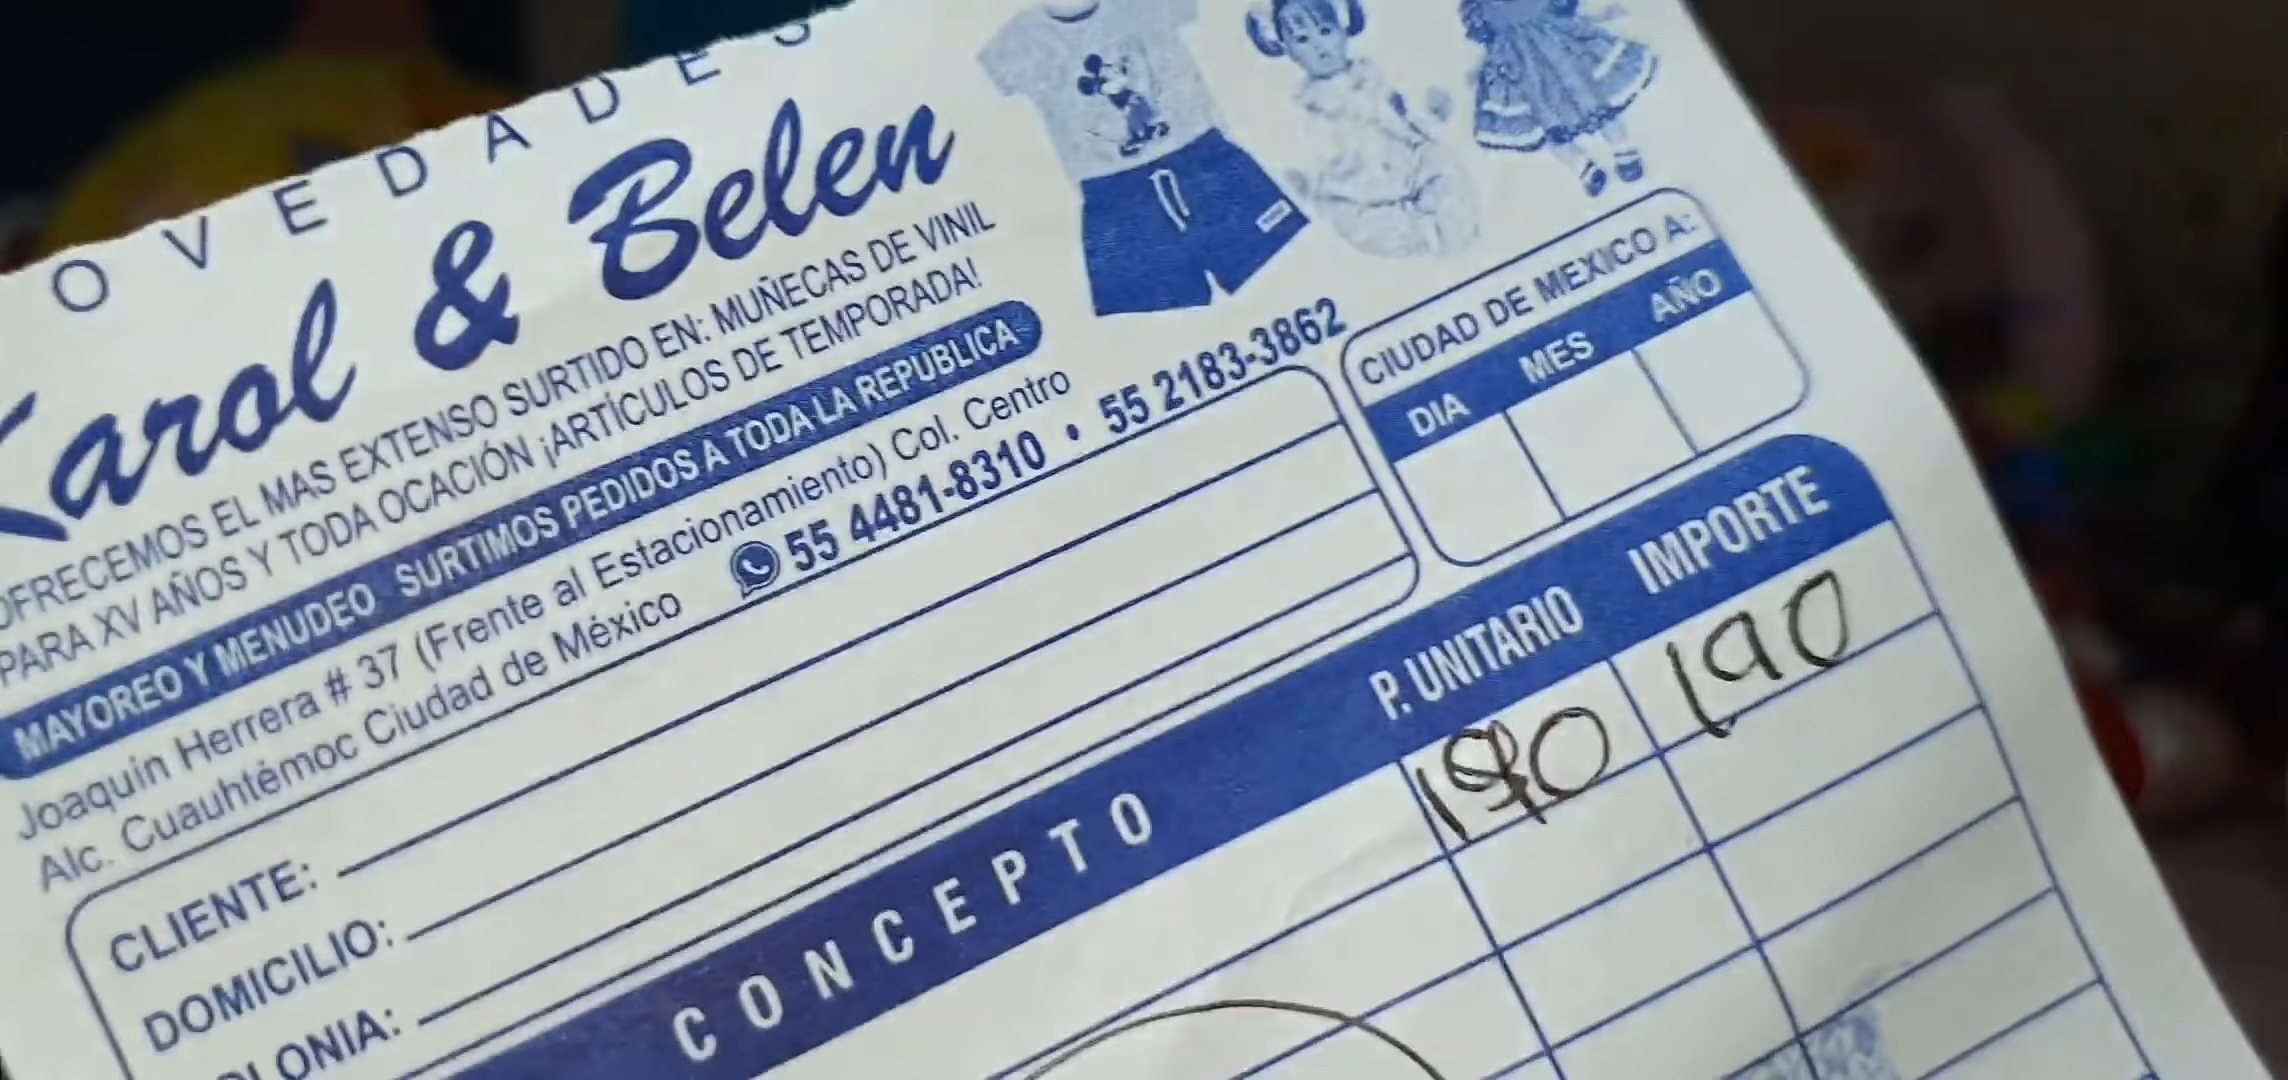 OVEDADES
Karol & Belen
OFRECEMOS EL MAS EXTENSO SURTIDO EN: MUÑECAS DE VINIL
PARA XV AÑOS Y TODA OCACIÓN ¡ARTÍCULOS DE TEMPORADA!
MAYOREO Y MENUDEO SURTIMOS PEDIDOS A TODA LA REPUBLICA
Joaquín Herrera # 37 (Frente al Estacionamiento) Col. Centro
Alc. Cuauhtémoc Ciudad de México 55 4481-8310 • 55 2183-3862
CIUDAD DE MEXICO A:
DIA MES AÑO
CLIENTE:
DOMICILIO:
OLONIA:
CONCEPTO P. UNITARIO IMPORTE
190